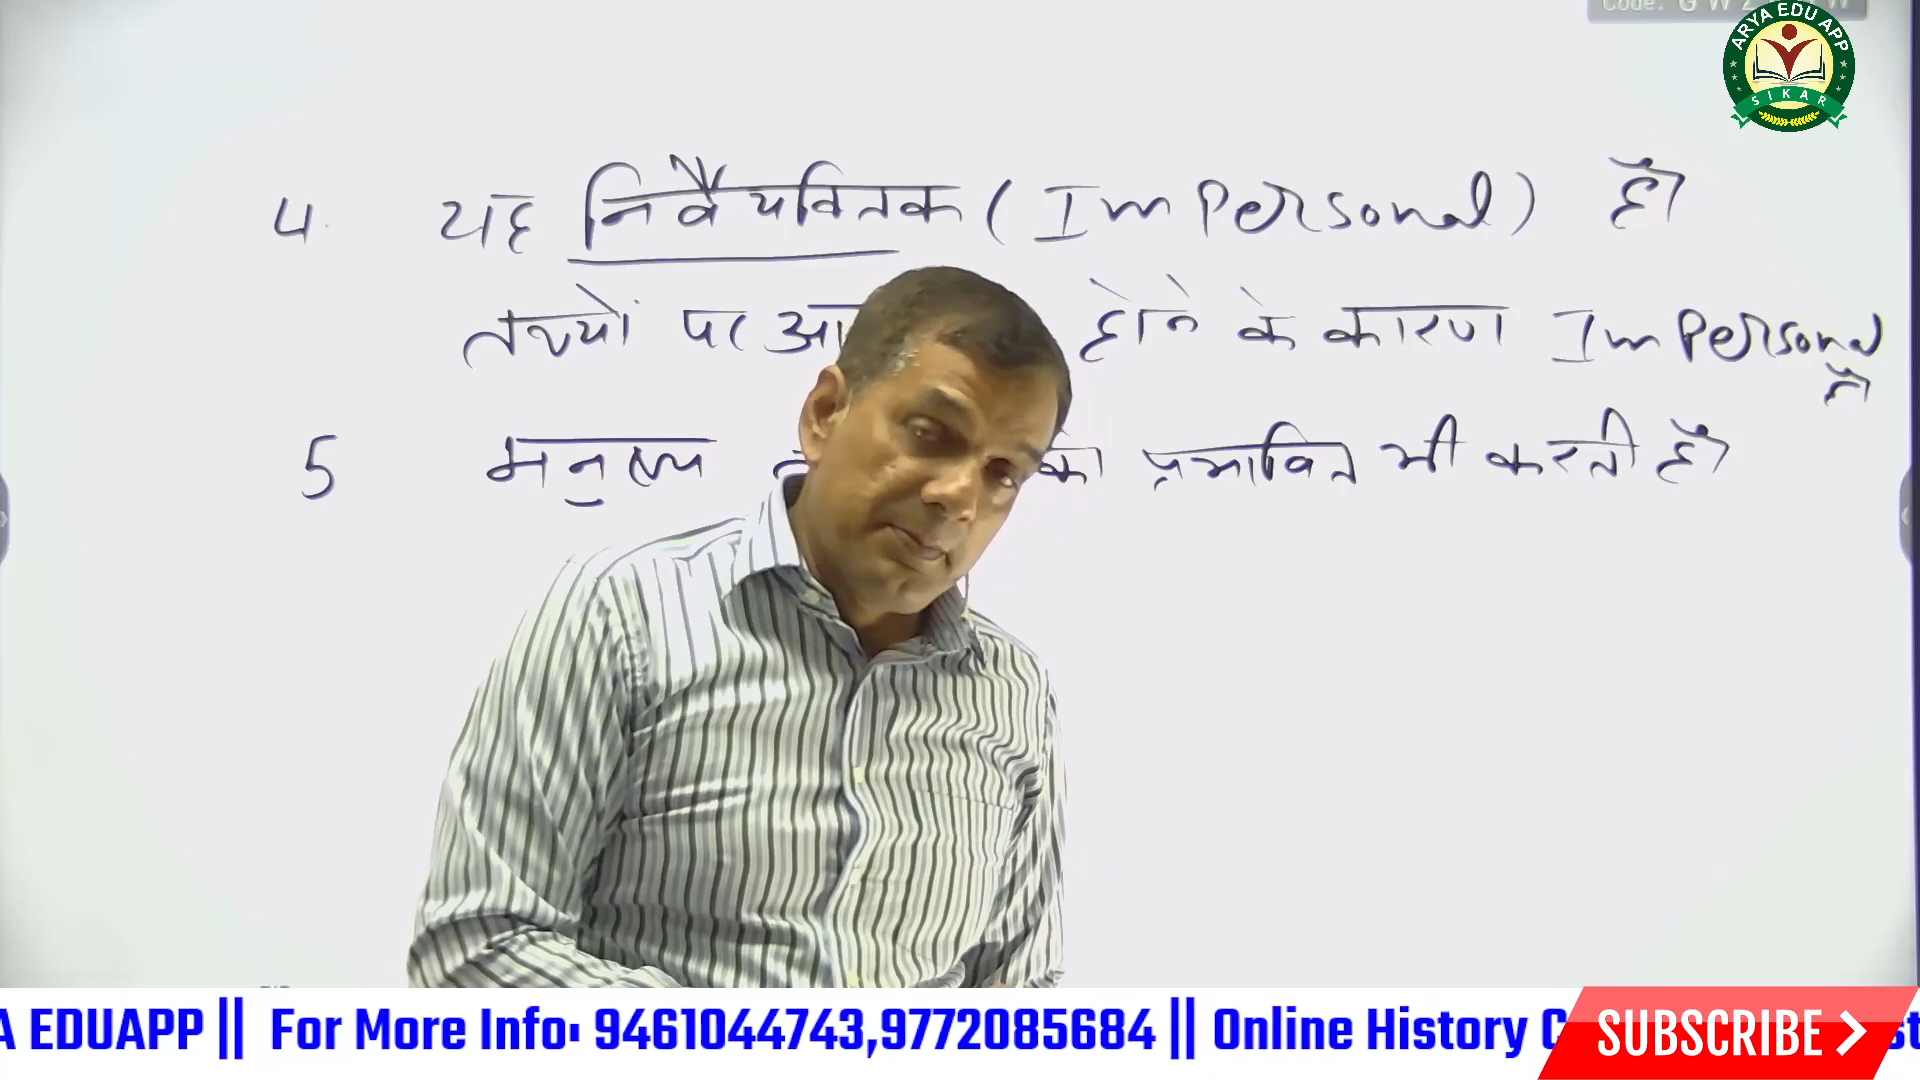 ARYA EDU APP
SIKAR
4. यह निर्वैयक्तिक (Impersonal) है
तथ्यों पर आ होने के कारण Impersonal
है
5 मनुष्य को प्रभावित भी करती है
A EDUAPP || For More Info: 9461044743,9772085684 || Online History
SUBSCRIBE